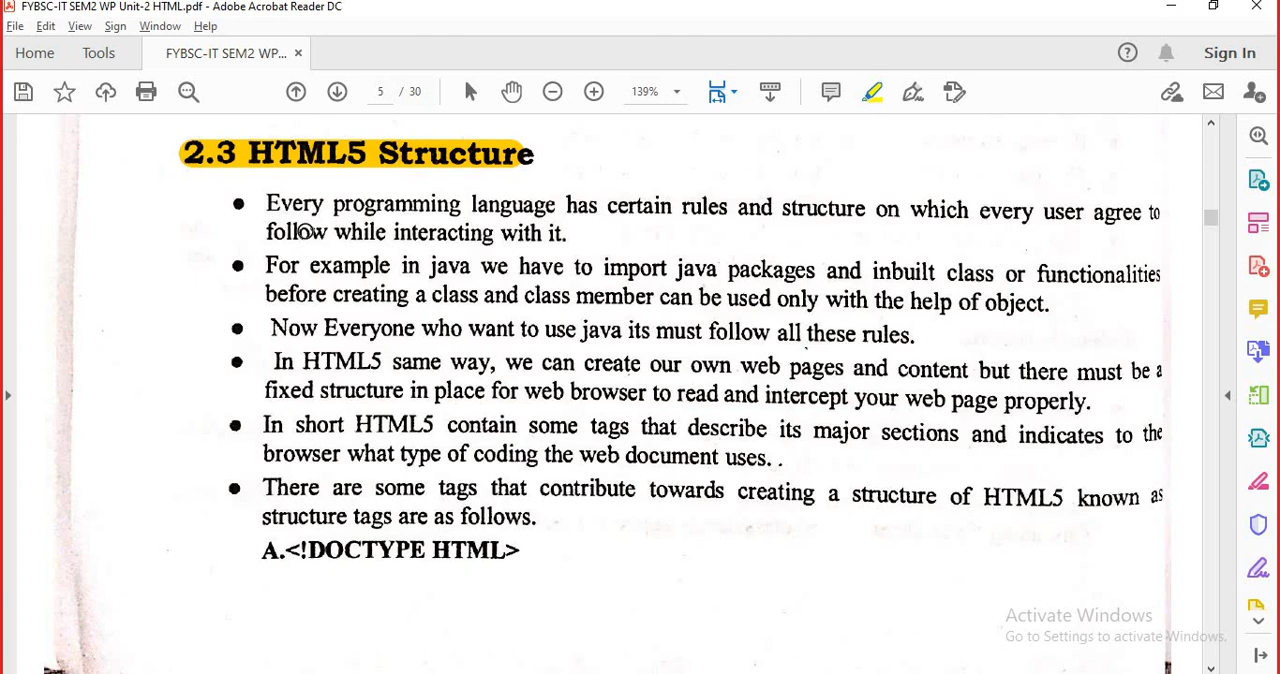 FYBSC-IT SEM2 WP Unit-2 HTML.pdf - Adobe Acrobat Reader DC
File Edit View Sign Window Help
Home Tools FYBSC-IT SEM2 WP... × Sign In
5 / 30 139%
2.3 HTML5 Structure
• Every programming language has certain rules and structure on which every user agree to
follow while interacting with it.
• For example in java we have to import java packages and inbuilt class or functionalities
before creating a class and class member can be used only with the help of object.
• Now Everyone who want to use java its must follow all these rules.
• In HTML5 same way, we can create our own web pages and content but there must be a
fixed structure in place for web browser to read and intercept your web page properly.
• In short HTML5 contain some tags that describe its major sections and indicates to the
browser what type of coding the web document uses. .
• There are some tags that contribute towards creating a structure of HTML5 known as
structure tags are as follows.
A.<!DOCTYPE HTML>
Activate Windows
Go to Settings to activate Windows.